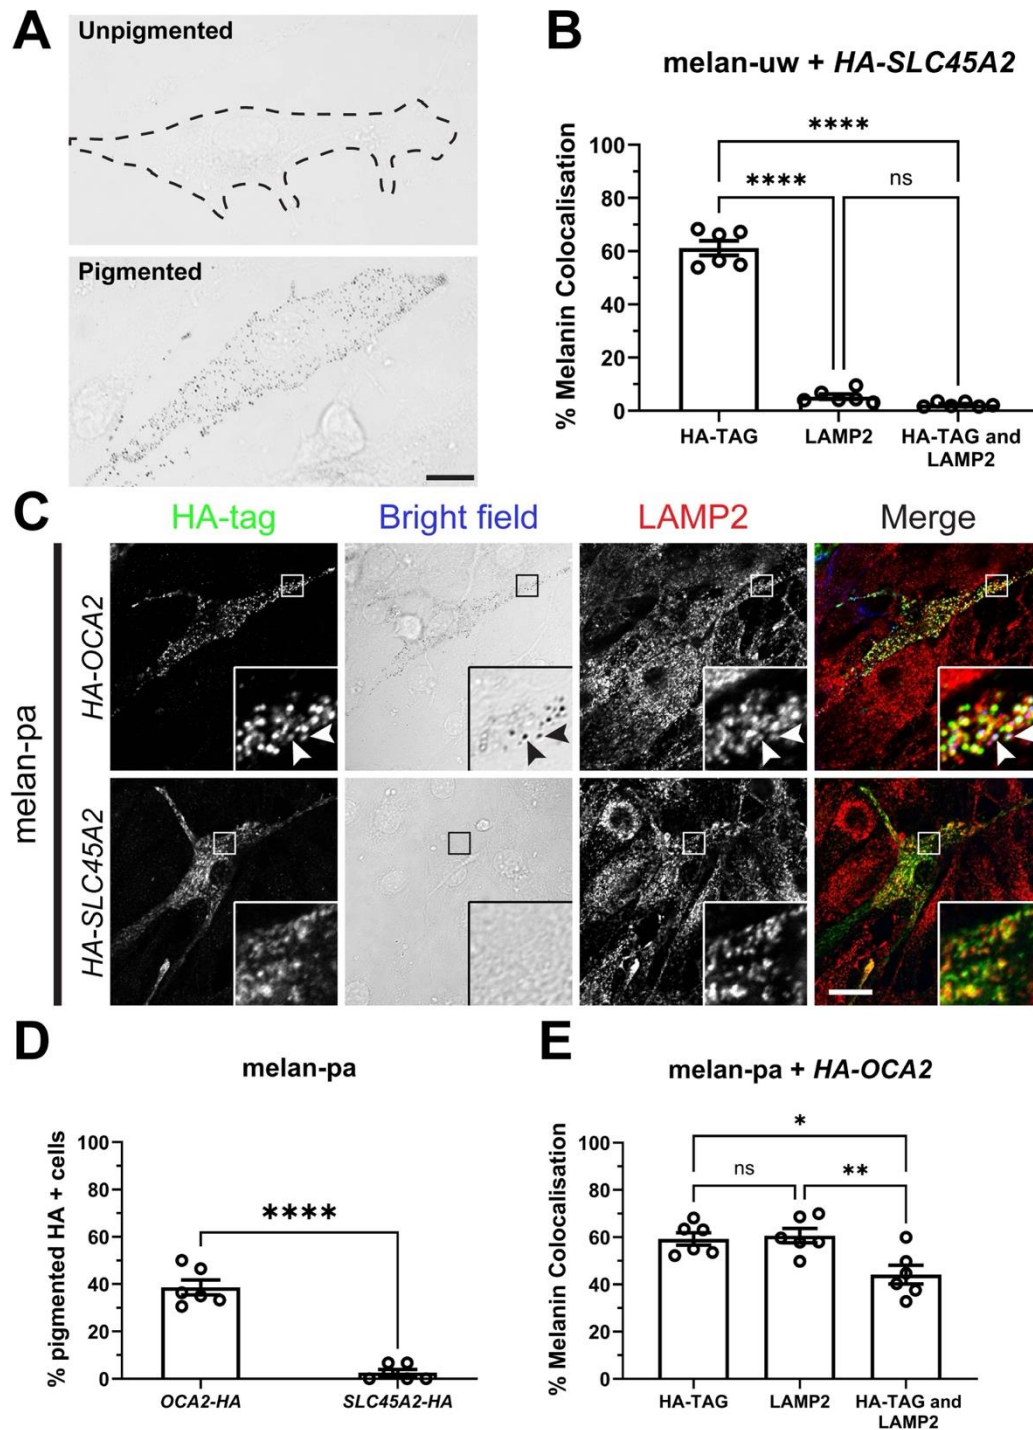 A
Unpigmented
Pigmented
B
melan-uw + HA-SLC45A2
% Melanin Colocalisation
100
80
60
40
20
0
****
****
ns
HA-TAG
LAMP2
HA-TAG and
LAMP2
C
HA-tag
Bright field
LAMP2
Merge
melan-pa
HA-OCA2
HA-SLC45A2
D
melan-pa
% pigmented HA + cells
100
80
60
40
20
0
****
OCA2-HA
SLC45A2-HA
E
melan-pa + HA-OCA2
% Melanin Colocalisation
100
80
60
40
20
0
*
ns
**
HA-TAG
LAMP2
HA-TAG and
LAMP2